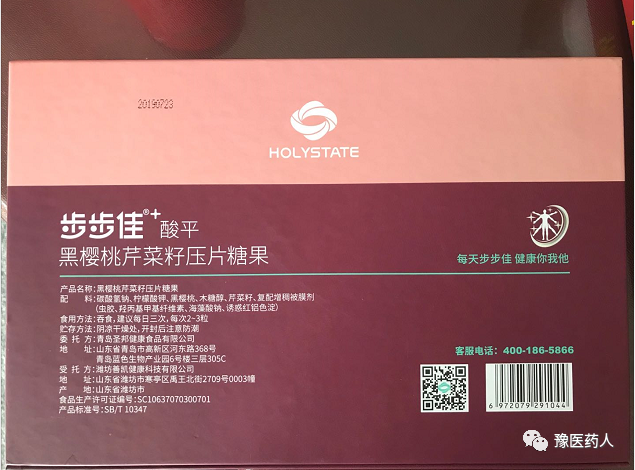 20190723
HOLYSTATE
步步佳®+ 酸平
黑樱桃芹菜籽压片糖果
每天步步佳 健康你我他
产品名称:黑樱桃芹菜籽压片糖果
配 料:碳酸氢钠、柠檬酸钾、黑樱桃、木糖醇、芹菜籽、复配增稠被膜剂
(虫胶、羟丙基甲基纤维素、海藻酸钠、诱惑红铝色淀)
食用方法:吞食,建议每日三次,每次2~3粒
贮存方法:阴凉干燥处,开封后注意防潮
委 托 方:青岛圣邦健康食品有限公司
地 址:山东省青岛市高新区河东路368号
青岛蓝色生物产业园6号楼三层305C
受 托 方:潍坊善凯健康科技有限公司
地 址:山东省潍坊市寒亭区禹王北街2709号0003幢
产 地:山东省潍坊市
食品生产许可证编号:SC10637070300701
产品标准号:SB/T 10347
客服电话:400-186-5866
6 972079 291044
豫医药人